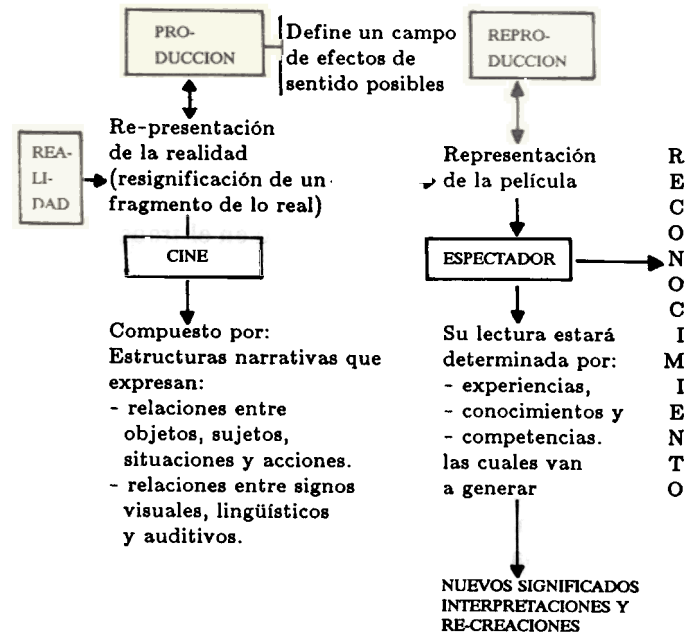 PRO-
DUCCION
Define un campo
de efectos de
sentido posibles
REPRO-
DUCCION
REA-
LI-
DAD
Re-presentación
de la realidad
(resignificación de un
fragmento de lo real)
CINE
Compuesto por:
Estructuras narrativas que
expresan:
- relaciones entre
objetos, sujetos,
situaciones y acciones.
- relaciones entre signos
visuales, lingüísticos
y auditivos.
Representación
de la película
ESPECTADOR
Su lectura estará
determinada por:
- experiencias,
- conocimientos y
- competencias.
las cuales van
a generar
NUEVOS SIGNIFICADOS
INTERPRETACIONES Y
RE-CREACIONES
R
E
C
O
N
O
C
I
M
I
E
N
T
O